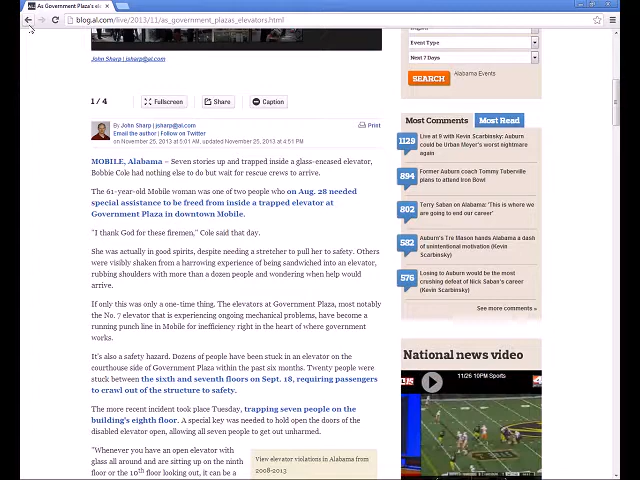 As Government Plaza's ele
blog.al.com/live/2013/11/as_government_plazas_elevators.html
John Sharp | jsharp@al.com
1 / 4
Fullscreen
Share
Caption
By John Sharp | jsharp@al.com
Email the author | Follow on Twitter
on November 25, 2013 at 5:01 AM, updated November 25, 2013 at 4:51 PM
Print
MOBILE, Alabama – Seven stories up and trapped inside a glass-encased elevator,
Bobbie Cole had nothing else to do but wait for rescue crews to arrive.
The 61-year-old Mobile woman was one of two people who on Aug. 28 needed
special assistance to be freed from inside a trapped elevator at
Government Plaza in downtown Mobile.
"I thank God for these firemen," Cole said that day.
She was actually in good spirits, despite needing a stretcher to pull her to safety. Others
were visibly shaken from a harrowing experience of being sandwiched into an elevator,
rubbing shoulders with more than a dozen people and wondering when help would
arrive.
If only this was only a one-time thing. The elevators at Government Plaza, most notably
the No. 7 elevator that is experiencing ongoing mechanical problems, have become a
running punch line in Mobile for inefficiency right in the heart of where government
works.
It's also a safety hazard. Dozens of people have been stuck in an elevator on the
courthouse side of Government Plaza within the past six months. Twenty people were
stuck between the sixth and seventh floors on Sept. 18, requiring passengers
to crawl out of the structure to safety.
The more recent incident took place Tuesday, trapping seven people on the
building's eighth floor. A special key was needed to hold open the doors of the
disabled elevator open, allowing all seven people to get out unharmed.
"Whenever you have an open elevator with
glass all around and are sitting up on the ninth
floor or the 10th floor looking out, it can be a
View elevator violations in Alabama from
2008-2013
Event Type
Next 7 Days
SEARCH
Alabama Events
Most Comments
Most Read
1129
Live at 9 with Kevin Scarbinsky: Auburn
could be Urban Meyer's worst nightmare
again
894
Former Auburn coach Tommy Tuberville
plans to attend Iron Bowl
802
Terry Saban on Alabama: 'This is where we
are going to end our career'
582
Auburn's Tre Mason hands Alabama a dash
of unintentional motivation (Kevin
Scarbinsky)
576
Losing to Auburn would be the most
crushing defeat of Nick Saban's career
(Kevin Scarbinsky)
See more comments »
National news video
11/26 10PM Sports